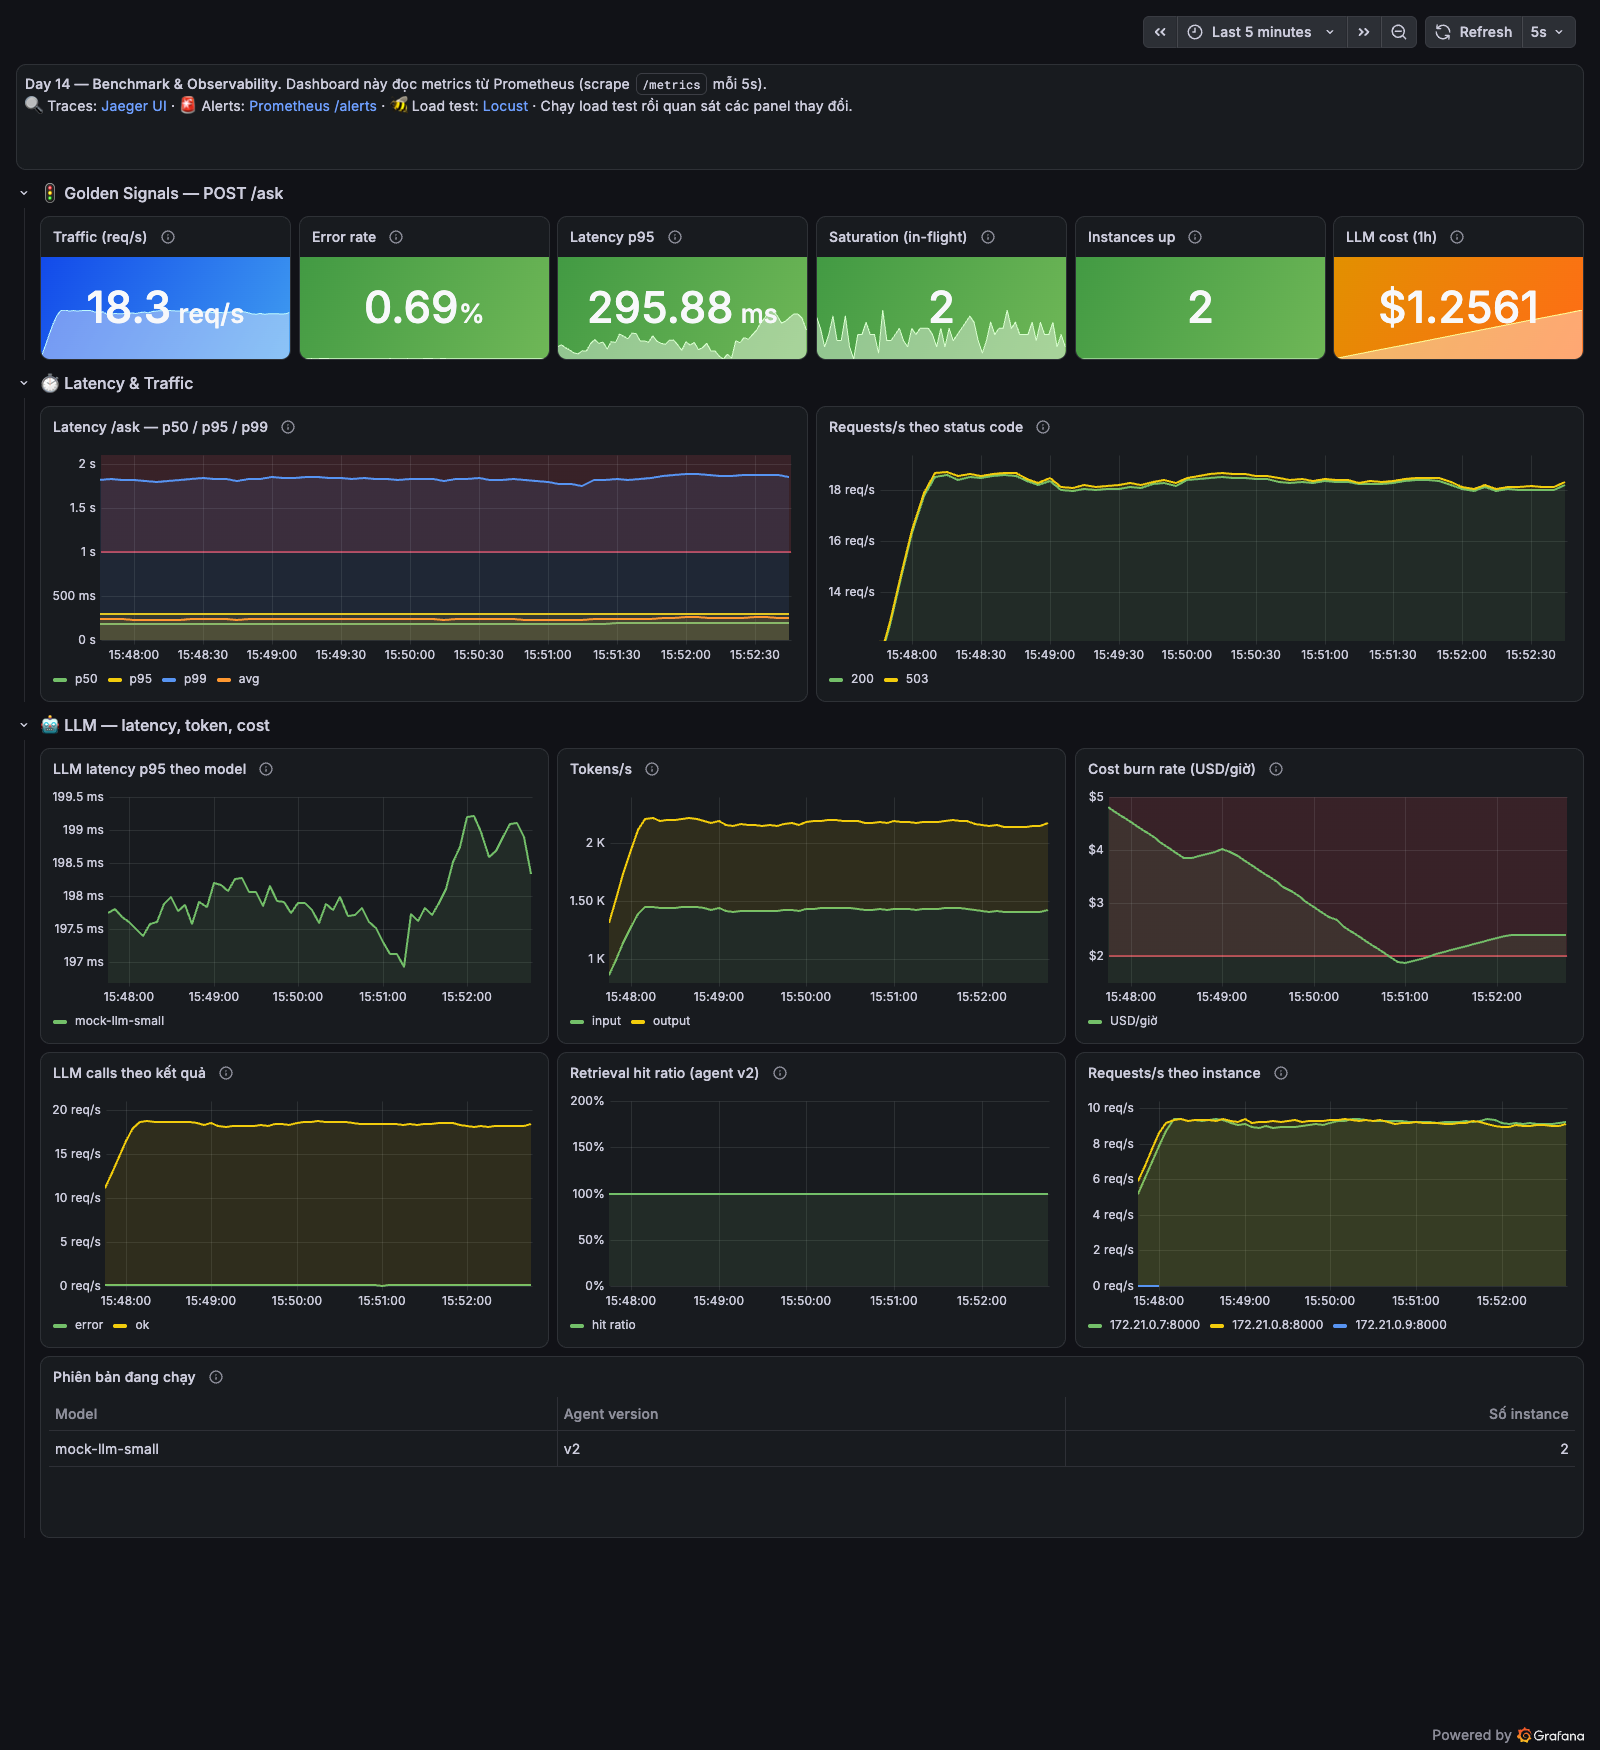 Last 5 minutes
Refresh
5s
Day 14 — Benchmark & Observability. Dashboard này đọc metrics từ Prometheus (scrape /metrics mỗi 5s).
🔍 Traces: Jaeger UI · 🚨 Alerts: Prometheus /alerts · 🐝 Load test: Locust · Chạy load test rồi quan sát các panel thay đổi.
🚦 Golden Signals — POST /ask
Traffic (req/s)
18.3 req/s
Error rate
0.69%
Latency p95
295.88 ms
Saturation (in-flight)
2
Instances up
2
LLM cost (1h)
$1.2561
⏱️ Latency & Traffic
Latency /ask — p50 / p95 / p99
2 s
1.5 s
1 s
500 ms
0 s
15:48:00 15:48:30 15:49:00 15:49:30 15:50:00 15:50:30 15:51:00 15:51:30 15:52:00 15:52:30
p50 p95 p99 avg
Requests/s theo status code
18 req/s
16 req/s
14 req/s
15:48:00 15:48:30 15:49:00 15:49:30 15:50:00 15:50:30 15:51:00 15:51:30 15:52:00 15:52:30
200 503
🤖 LLM — latency, token, cost
LLM latency p95 theo model
199.5 ms
199 ms
198.5 ms
198 ms
197.5 ms
197 ms
15:48:00 15:49:00 15:50:00 15:51:00 15:52:00
mock-llm-small
Tokens/s
2 K
1.50 K
1 K
15:48:00 15:49:00 15:50:00 15:51:00 15:52:00
input output
Cost burn rate (USD/giờ)
$5
$4
$3
$2
15:48:00 15:49:00 15:50:00 15:51:00 15:52:00
USD/giờ
LLM calls theo kết quả
20 req/s
15 req/s
10 req/s
5 req/s
0 req/s
15:48:00 15:49:00 15:50:00 15:51:00 15:52:00
error ok
Retrieval hit ratio (agent v2)
200%
150%
100%
50%
0%
15:48:00 15:49:00 15:50:00 15:51:00 15:52:00
hit ratio
Requests/s theo instance
10 req/s
8 req/s
6 req/s
4 req/s
2 req/s
0 req/s
15:48:00 15:49:00 15:50:00 15:51:00 15:52:00
172.21.0.7:8000 172.21.0.8:8000 172.21.0.9:8000
Phiên bản đang chạy
Model Agent version Số instance
mock-llm-small v2 2
Powered by Grafana